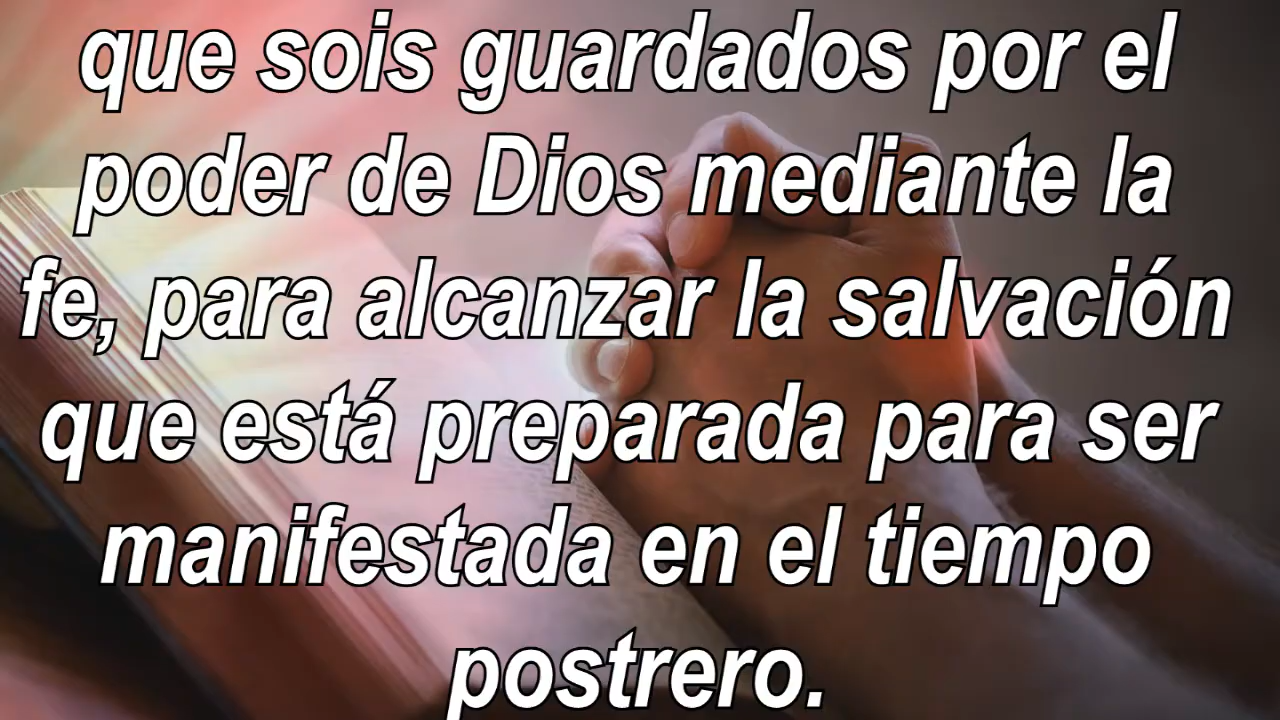 que sois guardados por el
poder de Dios mediante la
fe, para alcanzar la salvación
que está preparada para ser
manifestada en el tiempo
postrero.